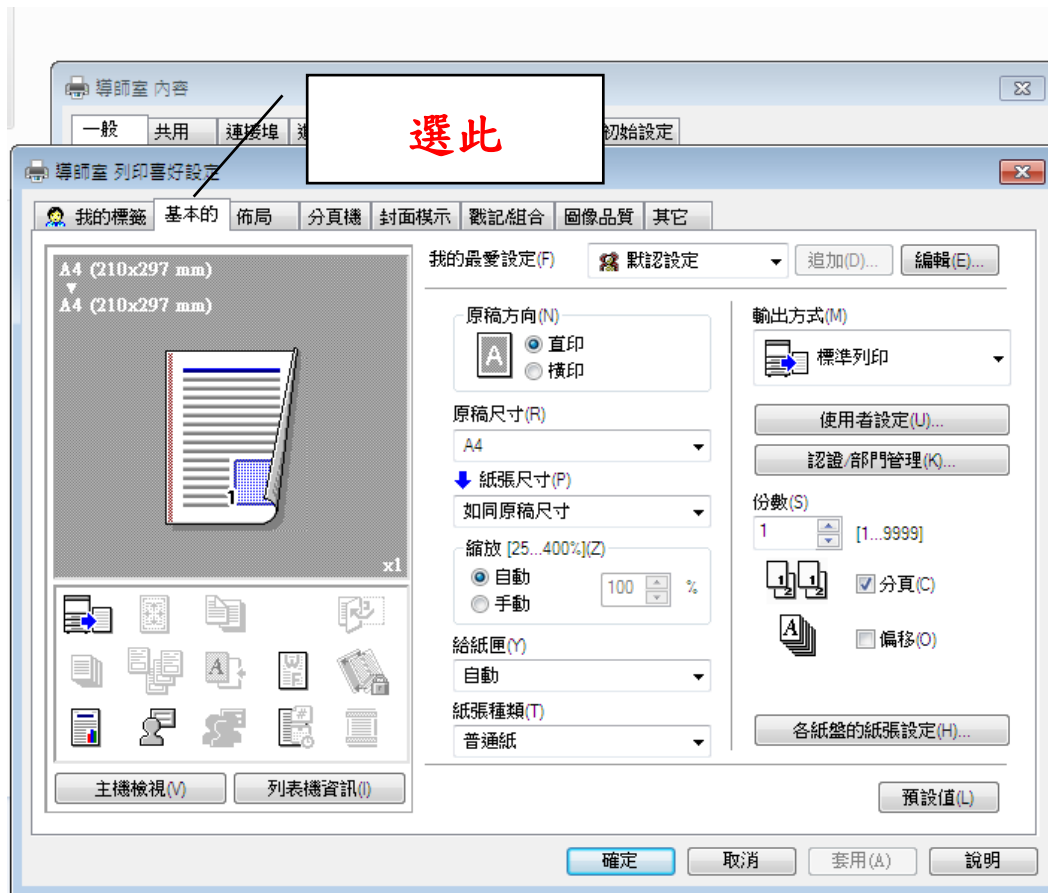 導師室 內容
選此
一般 共用 連接埠 初始設定
導師室 列印喜好設定
我的標籤 基本的 佈局 分頁機 封面模示 戳記/組合 圖像品質 其它
A4 (210x297 mm)
A4 (210x297 mm)
1
x1
主機檢視(V) 列表機資訊(I)
我的最愛設定(F) 默認設定 追加(D)... 編輯(E)...
原稿方向(N)
A
直印
橫印
原稿尺寸(R)
A4
紙張尺寸(P)
如同原稿尺寸
縮放 [25...400%](Z)
自動
手動
100 %
給紙匣(Y)
自動
紙張種類(T)
普通紙
輸出方式(M)
標準列印
使用者設定(U)...
認證/部門管理(K)...
份數(S)
1 [1...9999]
分頁(C)
偏移(O)
各紙盤的紙張設定(H)...
預設值(L)
確定 取消 套用(A) 說明